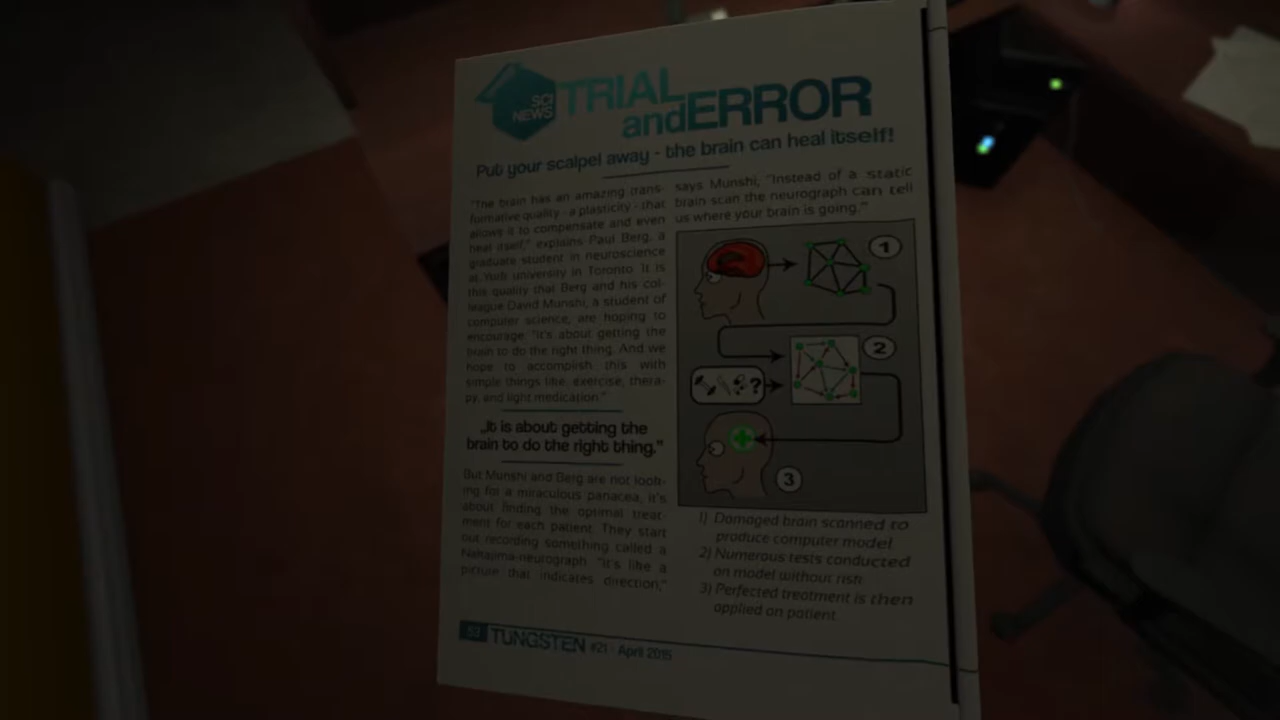 SCI
NEWS
TRIAL
andERROR
Put your scalpel away - the brain can heal itself!
"The brain has an amazing trans-
formative quality - a plasticity - that
allows it to compensate and even
heal itself," explains Paul Berg, a
graduate student in neuroscience
at York university in Toronto. It is
this quality that Berg and his col-
league David Munshi, a student of
computer science, are hoping to
encourage. "It's about getting the
brain to do the right thing. And we
hope to accomplish this with
simple things like, exercise, thera-
py, and light medication."
„It is about getting the
brain to do the right thing."
But Munshi and Berg are not look-
ing for a miraculous panacea, it's
about finding the optimal treat-
ment for each patient. They start
out recording something called a
Nakajima-neurograph. "It's like a
picture that indicates direction,"
says Munshi, "Instead of a static
brain scan the neurograph can tell
us where your brain is going."
1
2
?
3
1) Damaged brain scanned to
produce computer model
2) Numerous tests conducted
on model without risk
3) Perfected treatment is then
applied on patient
TUNGSTEN #21 - April 2015